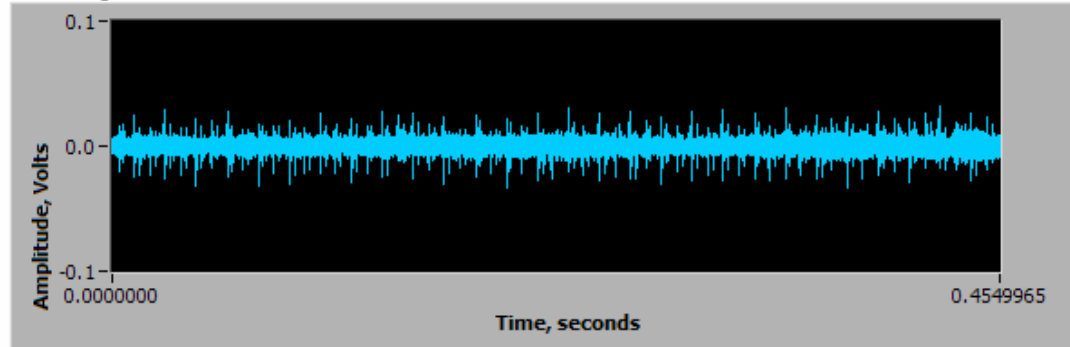 0.1
0.0
-0.1
Amplitude, Volts
0.0000000
0.4549965
Time, seconds